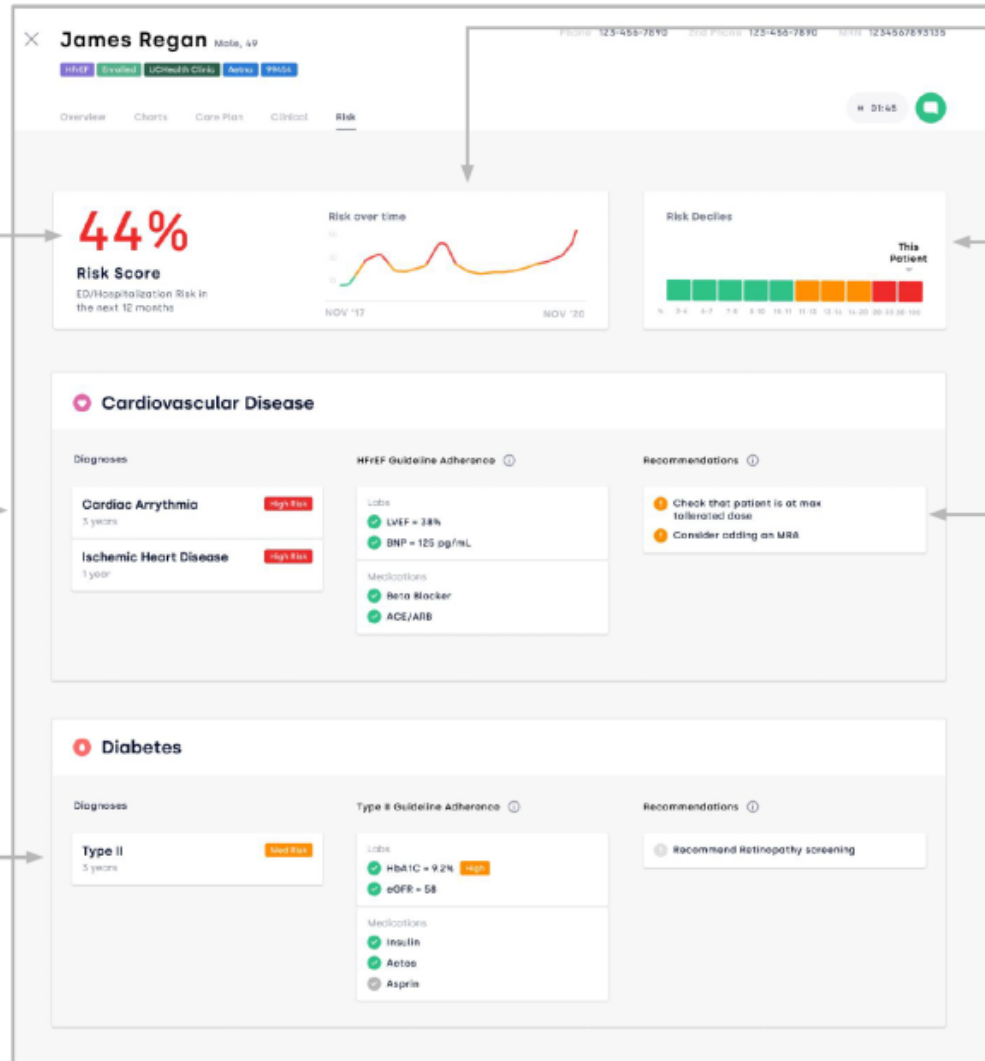 James Regan Male, 49
Phone 123-456-7890 2nd Phone 123-456-7890 MRN 1234567893135
HFrEF Enrolled UCHealth Clinic Aetna 99454
Overview Charts Care Plan Clinical Risk
01:45
44%
Risk Score
ED/Hospitalization Risk in
the next 12 months
Risk over time
NOV '17 NOV '20
Risk Deciles
This
Patient
Cardiovascular Disease
Diagnoses
Cardiac Arrythmia High Risk
3 years
Ischemic Heart Disease High Risk
1 year
HFrEF Guideline Adherence
Labs
LVEF = 38%
BNP = 125 pg/mL
Medications
Beta Blocker
ACE/ARB
Recommendations
Check that patient is at max
tollerated dose
Consider adding an MRA
Diabetes
Diagnoses
Type II Med Risk
3 years
Type II Guideline Adherence
Labs
HbA1C = 9.2% High
eGFR = 58
Medications
Insulin
Actos
Asprin
Recommendations
Recommend Retinopathy screening